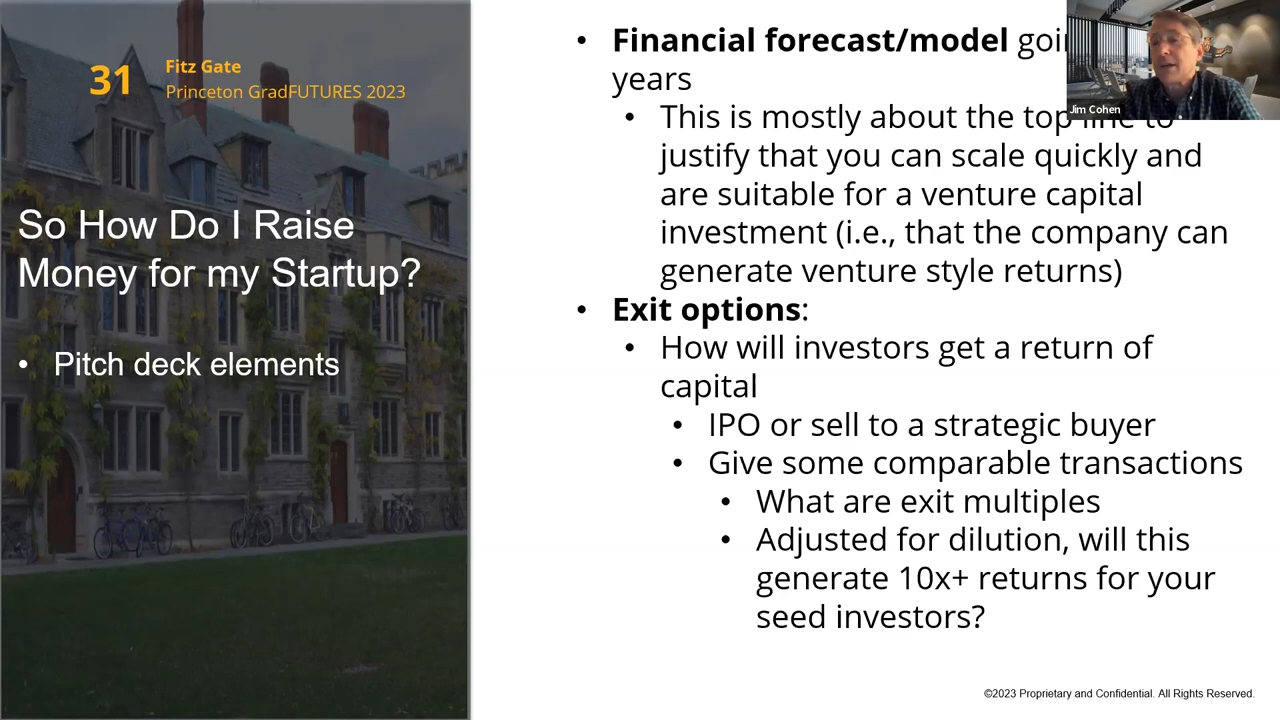 31
Fitz Gate
Princeton GradFUTURES 2023
So How Do I Raise
Money for my Startup?
• Pitch deck elements
• Financial forecast/model
years
• This is mostly about the top line to
justify that you can scale quickly and
are suitable for a venture capital
investment (i.e., that the company can
generate venture style returns)
• Exit options:
• How will investors get a return of
capital
• IPO or sell to a strategic buyer
• Give some comparable transactions
• What are exit multiples
• Adjusted for dilution, will this
generate 10x+ returns for your
seed investors?
Jim Cohen
©2023 Proprietary and Confidential. All Rights Reserved.